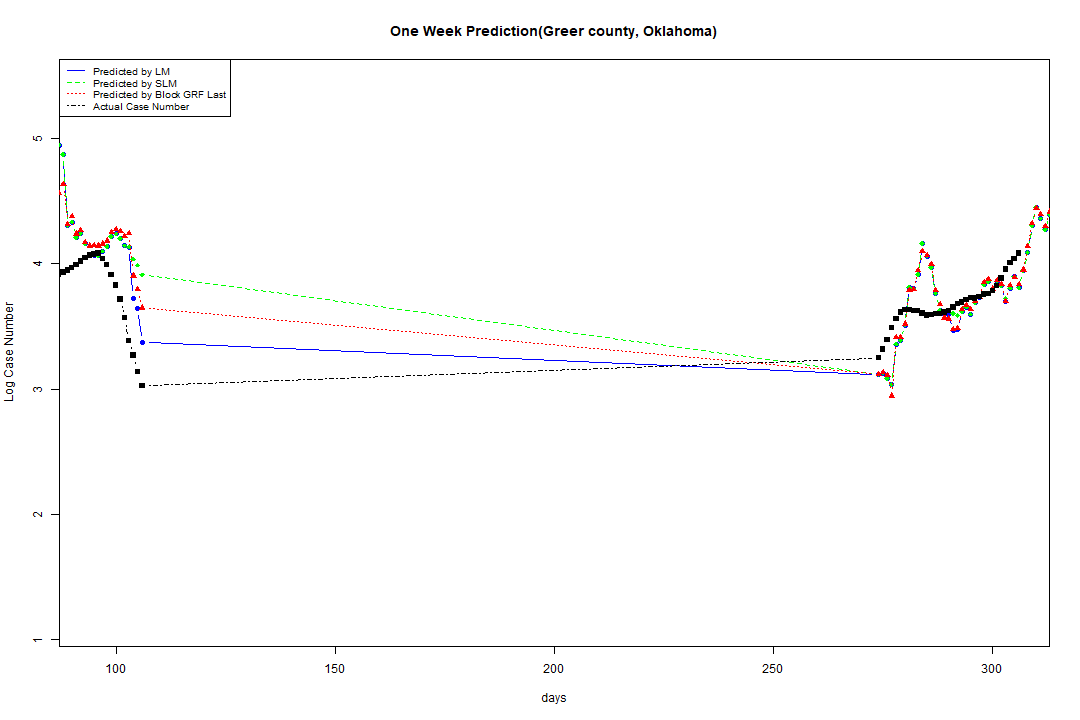 One Week Prediction(Greer county, Oklahoma)
Predicted by LM
Predicted by SLM
Predicted by Block GRF Last
Actual Case Number
Log Case Number
5
4
3
2
1
100 150 200 250 300
days